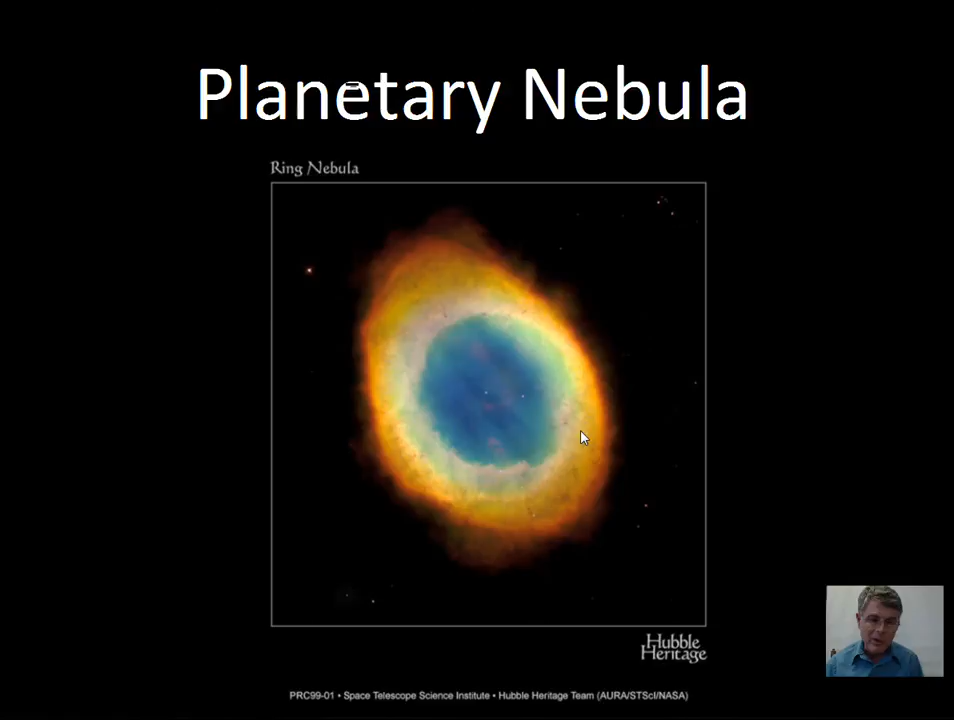 Planetary Nebula
Ring Nebula
Hubble
Heritage
PRC99-01 • Space Telescope Science Institute • Hubble Heritage Team (AURA/STScI/NASA)